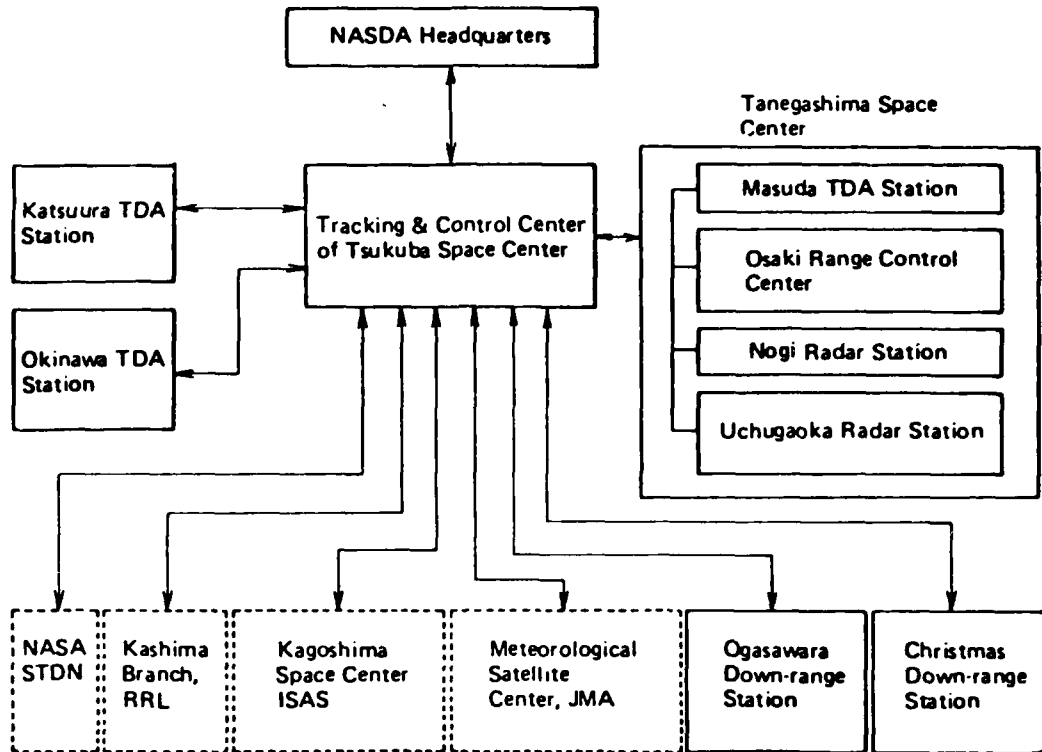 NASDA Headquarters
Tanegashima Space
Center
Katsuura TDA
Station
Tracking & Control Center
of Tsukuba Space Center
Masuda TDA Station
Osaki Range Control
Center
Okinawa TDA
Station
Nogi Radar Station
Uchugaoka Radar Station
NASA
STDN
Kashima
Branch,
RRL
Kagoshima
Space Center
ISAS
Meteorological
Satellite
Center, JMA
Ogasawara
Down-range
Station
Christmas
Down-range
Station